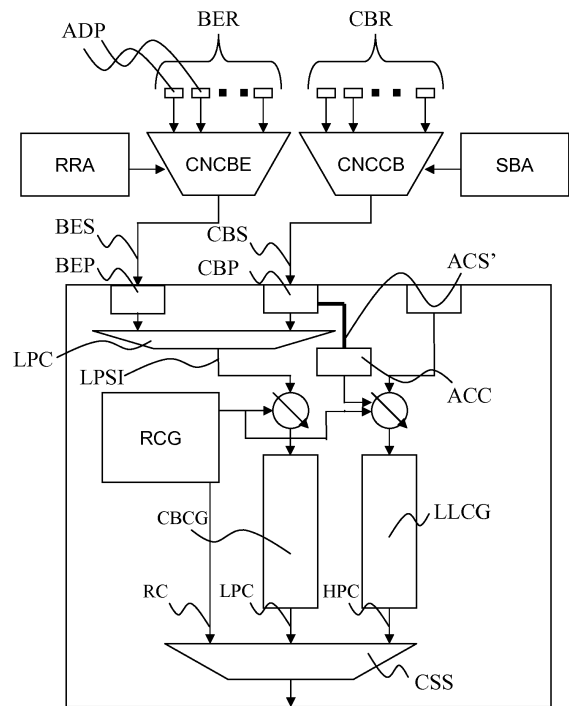 BER
CBR
ADP
RRA
CNCBE
CNCCB
SBA
BES
CBS
BEP
CBP
ACS'
LPC
LPSI
ACC
RCG
CBCG
LLCG
RC
LPC
HPC
CSS